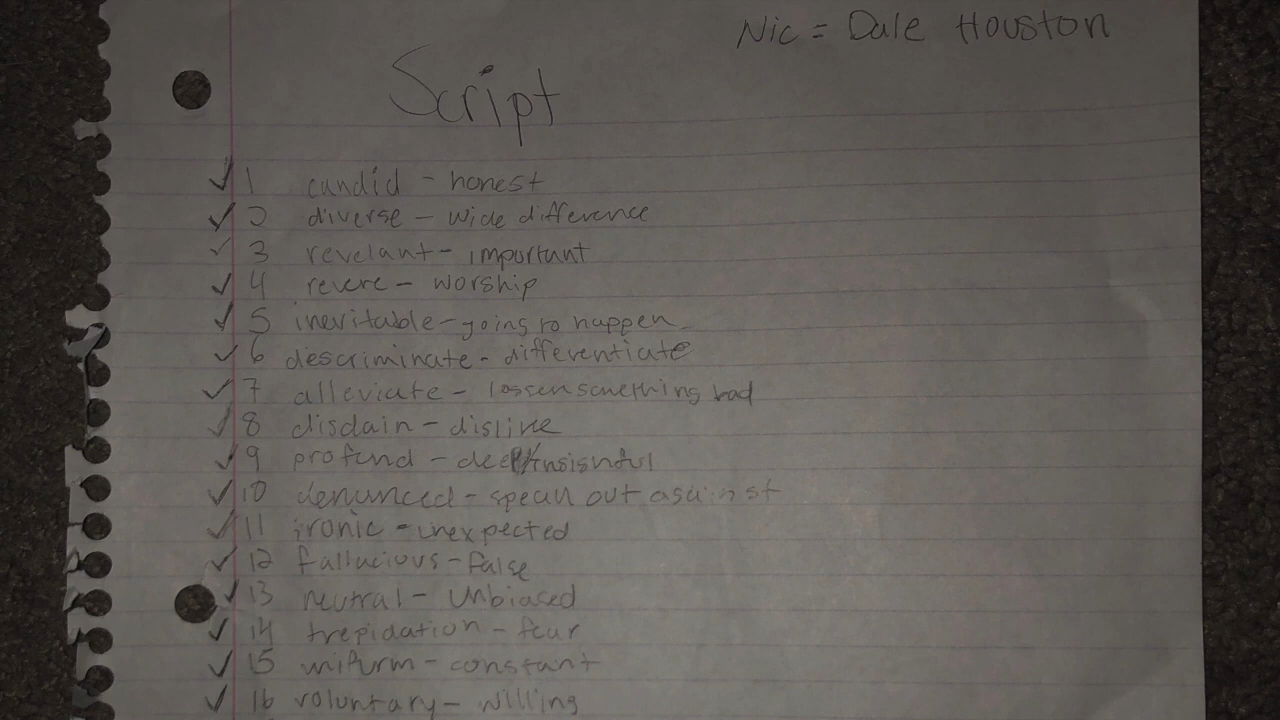 Nic = Dale Houston
Script
✓ 1 candid - honest
✓ 2 diverse - wide difference
✓ 3 revelant - important
✓ 4 revere - worship
✓ 5 inevitable - going to happen
✓ 6 descriminate - differentiate
✓ 7 alleviate - lossen something bad
✓ 8 disdain - dislike
✓ 9 profund - deep/insishful
✓ 10 denunced - speak out against
✓ 11 ironic - unexpected
✓ 12 fallacious - false
✓ 13 neutral - unbiased
✓ 14 trepidation - fear
✓ 15 uniform - constant
✓ 16 voluntary - willing